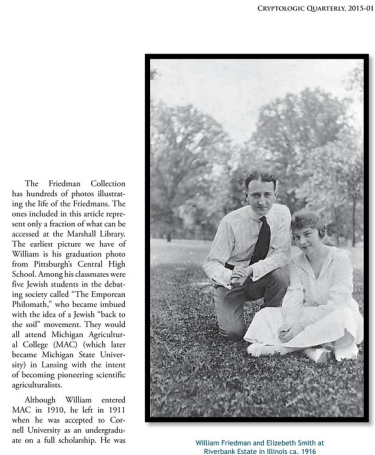 CRYPTOLOGIC QUARTERLY, 2015-01
The Friedman Collection
has hundreds of photos illustrat-
ing the life of the Friedmans. The
ones included in this article repre-
sent only a fraction of what can be
accessed at the Marshall Library.
The earliest picture we have of
William is his graduation photo
from Pittsburgh's Central High
School. Among his classmates were
five Jewish students in the debat-
ing society called "The Emporean
Philomath," who became imbued
with the idea of a Jewish "back to
the soil" movement. They would
all attend Michigan Agricultur-
al College (MAC) (which later
became Michigan State Univer-
sity) in Lansing with the intent
of becoming pioneering scientific
agriculturalists.
Although William entered
MAC in 1910, he left in 1911
when he was accepted to Cor-
nell University as an undergradu-
ate on a full scholarship. He was
William Friedman and Elizebeth Smith at
Riverbank Estate in Illinois ca. 1916